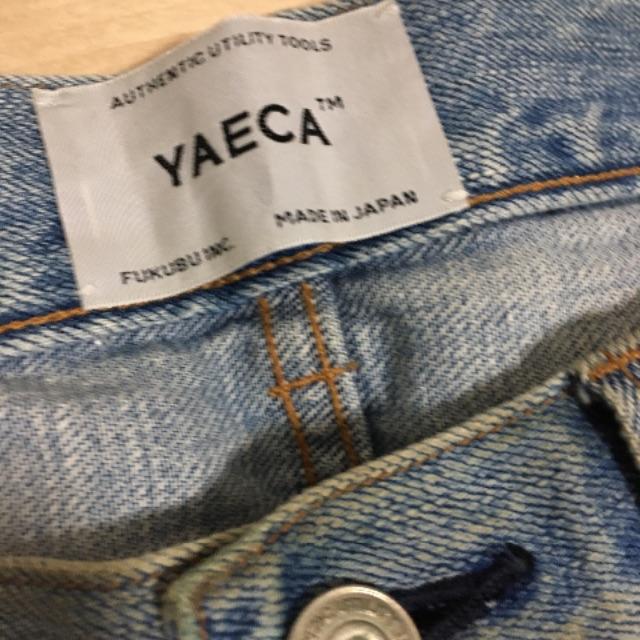 AUTHENTIC UTILITY TOOLS
YAECA™
FUKUBU INC MADE IN JAPAN